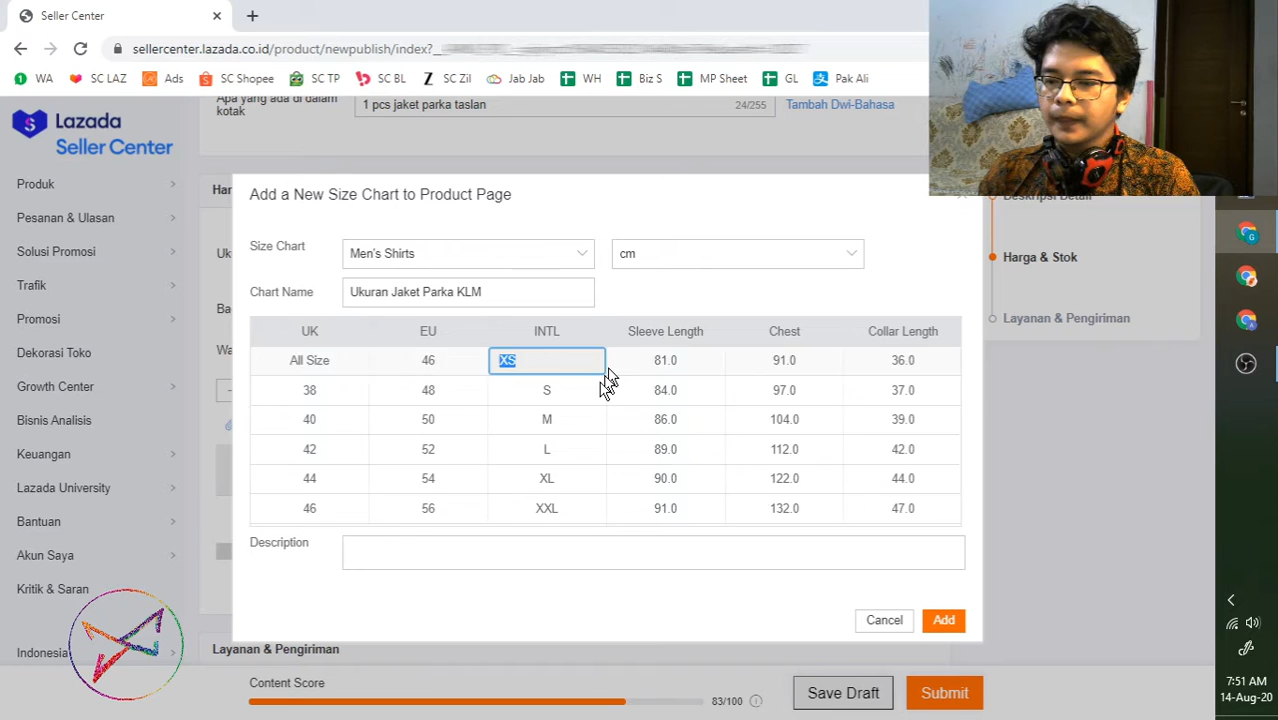 Seller Center
sellercenter.lazada.co.id/product/newpublish/index?_
WA SC LAZ Ads SC Shopee SC TP SC BL SC Zil Jab Jab WH Biz S MP Sheet GL Pak Ali
Apa yang ada di dalam kotak
1 pcs jaket parka taslan 24/255 Tambah Dwi-Bahasa
Lazada
Seller Center
Produk
Pesanan & Ulasan
Solusi Promosi
Trafik
Promosi
Dekorasi Toko
Growth Center
Bisnis Analisis
Keuangan
Lazada University
Bantuan
Akun Saya
Kritik & Saran
Indonesia
Add a New Size Chart to Product Page
Size Chart Men's Shirts cm
Chart Name Ukuran Jaket Parka KLM
UK EU INTL Sleeve Length Chest Collar Length
All Size 46 XS 81.0 91.0 36.0
38 48 S 84.0 97.0 37.0
40 50 M 86.0 104.0 39.0
42 52 L 89.0 112.0 42.0
44 54 XL 90.0 122.0 44.0
46 56 XXL 91.0 132.0 47.0
Description
Cancel Add
Deskripsi Detail
Harga & Stok
Layanan & Pengiriman
Layanan & Pengiriman
Content Score
83/100
Save Draft Submit
7:51 AM
14-Aug-20